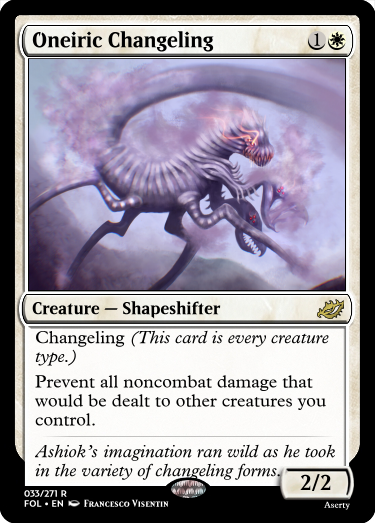 Oneiric Changeling 1
Creature — Shapeshifter
Changeling (This card is every creature
type.)
Prevent all noncombat damage that
would be dealt to other creatures you
control.
Ashiok's imagination ran wild as he took
in the variety of changeling forms.
2/2
033/271 R
FOL • EN Francesco Visentin
Aserty